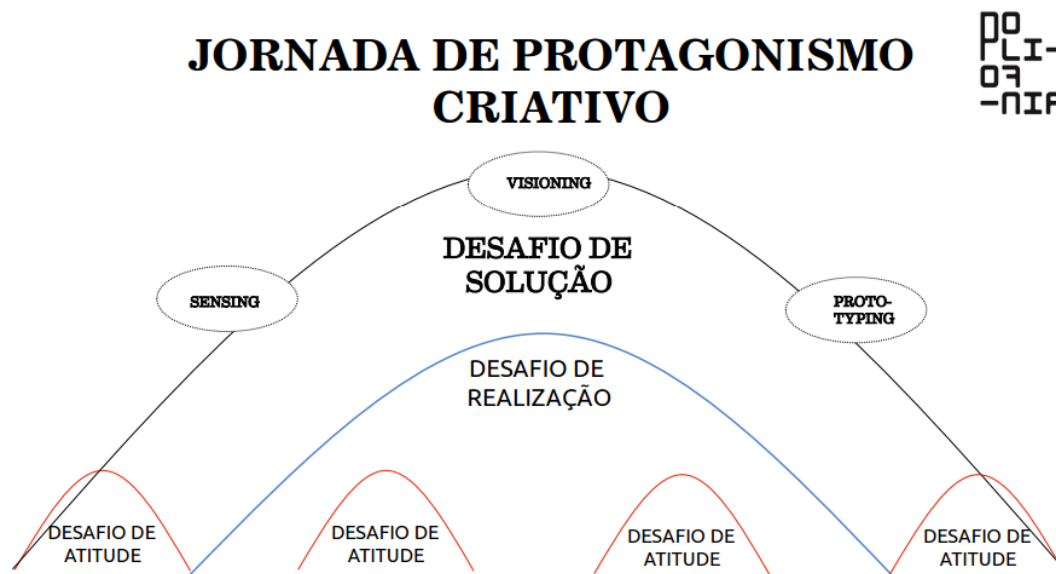 JORNADA DE PROTAGONISMO
CRIATIVO
VISIONING
DESAFIO DE
SOLUÇÃO
SENSING
PROTO-
TYPING
DESAFIO DE
REALIZAÇÃO
DESAFIO DE
ATITUDE
DESAFIO DE
ATITUDE
DESAFIO DE
ATITUDE
DESAFIO DE
ATITUDE